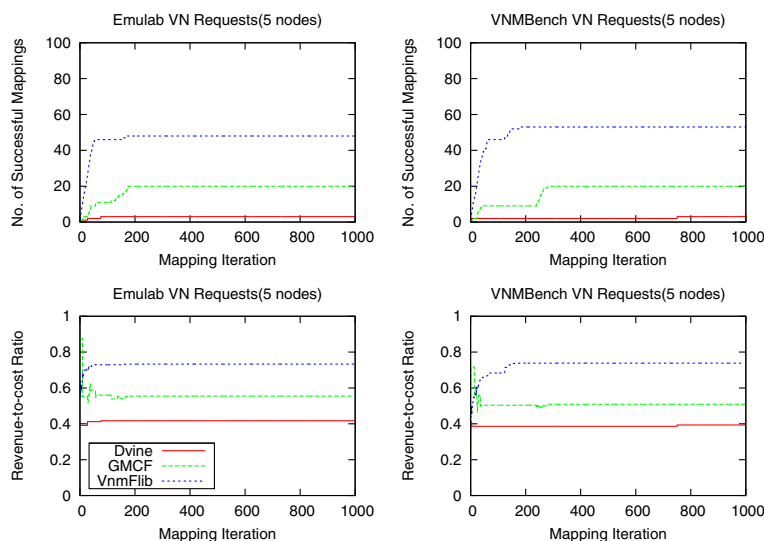 Emulab VN Requests(5 nodes)
No. of Successful Mappings
100
80
60
40
20
0
0 200 400 600 800 1000
Mapping Iteration
VNMBench VN Requests(5 nodes)
No. of Successful Mappings
100
80
60
40
20
0
0 200 400 600 800 1000
Mapping Iteration
Emulab VN Requests(5 nodes)
Revenue-to-cost Ratio
1
0.8
0.6
0.4
0.2
0
Dvine
GMCF
VnmFlib
0 200 400 600 800 1000
Mapping Iteration
VNMBench VN Requests(5 nodes)
Revenue-to-cost Ratio
1
0.8
0.6
0.4
0.2
0
0 200 400 600 800 1000
Mapping Iteration